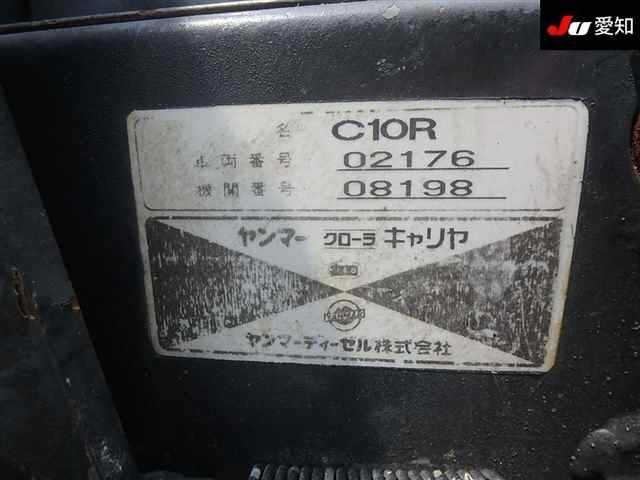 JU 愛知
名 C10R
車両番号 02176
機関番号 08198
ヤンマー クローラ キャリヤ
ヤンマーディーゼル株式会社